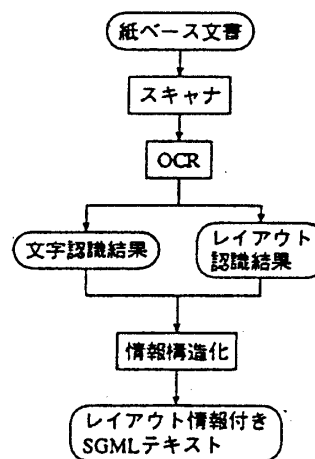 紙ベース文書
スキャナ
OCR
文字認識結果
レイアウト
認識結果
情報構造化
レイアウト情報付き
SGMLテキスト